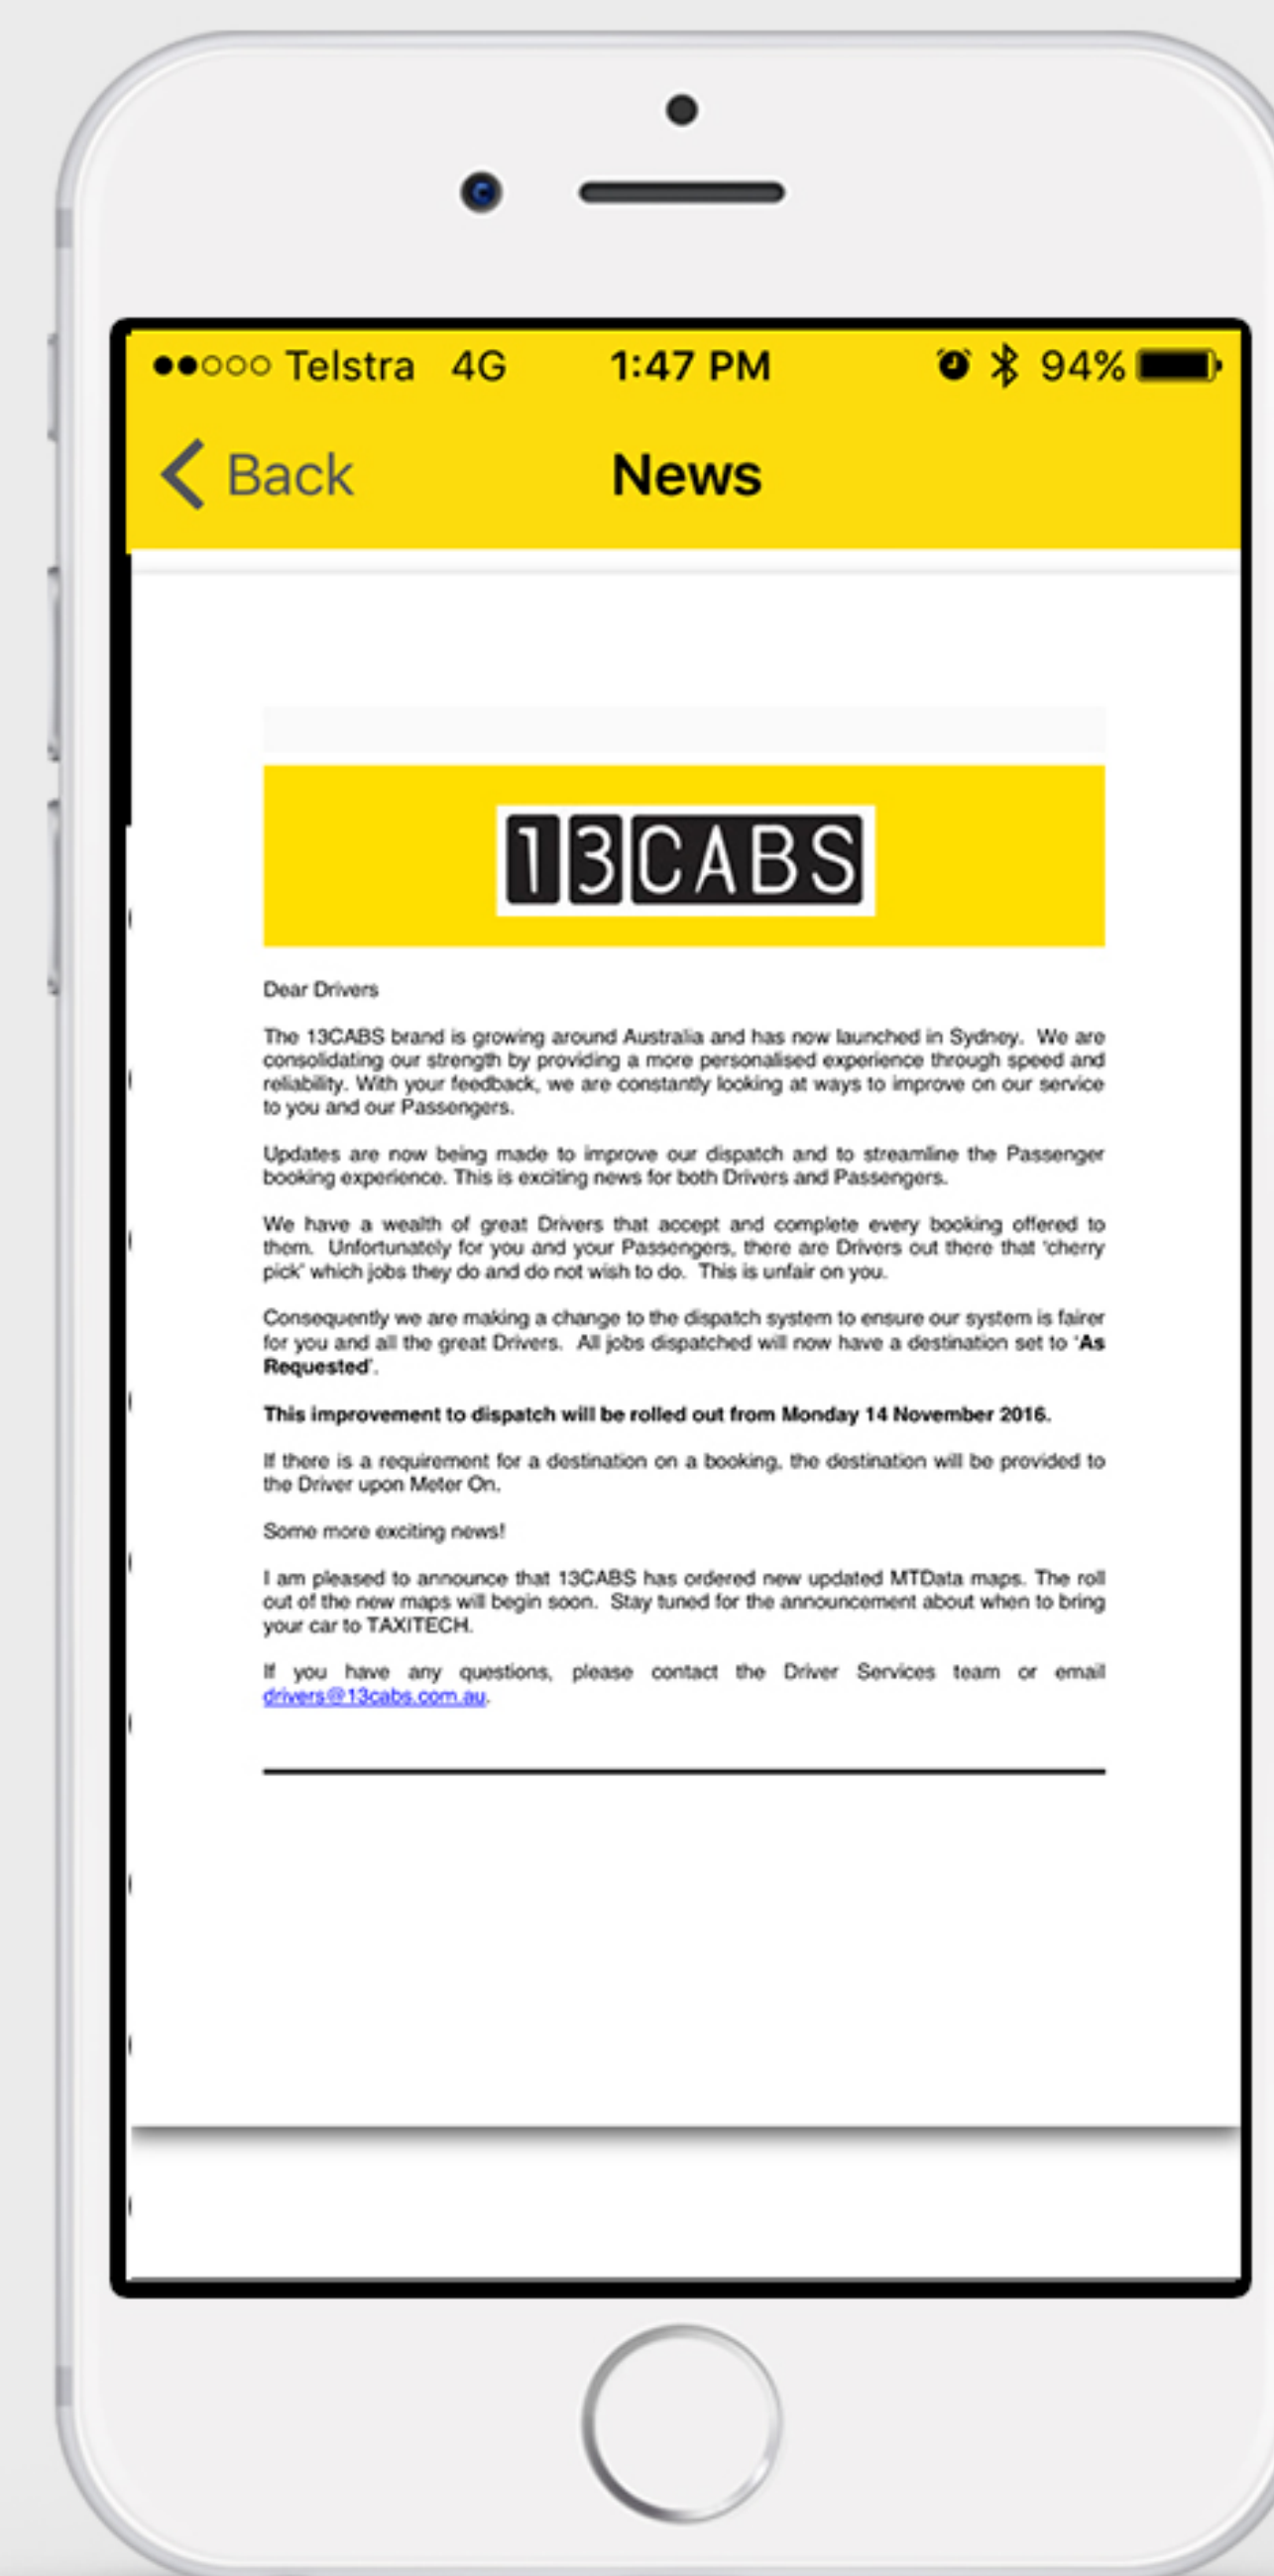 Telstra 4G 1:47 PM 94%
Back News
13CABS
Dear Drivers
The 13CABS brand is growing around Australia and has now launched in Sydney. We are
consolidating our strength by providing a more personalised experience through speed and
reliability. With your feedback, we are constantly looking at ways to improve on our service
to you and our Passengers.
Updates are now being made to improve our dispatch and to streamline the Passenger
booking experience. This is exciting news for both Drivers and Passengers.
We have a wealth of great Drivers that accept and complete every booking offered to
them. Unfortunately for you and your Passengers, there are Drivers out there that 'cherry
pick' which jobs they do and do not wish to do. This is unfair on you.
Consequently we are making a change to the dispatch system to ensure our system is fairer
for you and all the great Drivers. All jobs dispatched will now have a destination set to 'As
Requested'.
This improvement to dispatch will be rolled out from Monday 14 November 2016.
If there is a requirement for a destination on a booking, the destination will be provided to
the Driver upon Meter On.
Some more exciting news!
I am pleased to announce that 13CABS has ordered new updated MTData maps. The roll
out of the new maps will begin soon. Stay tuned for the announcement about when to bring
your car to TAXITECH.
If you have any questions, please contact the Driver Services team or email
drivers@13cabs.com.au.